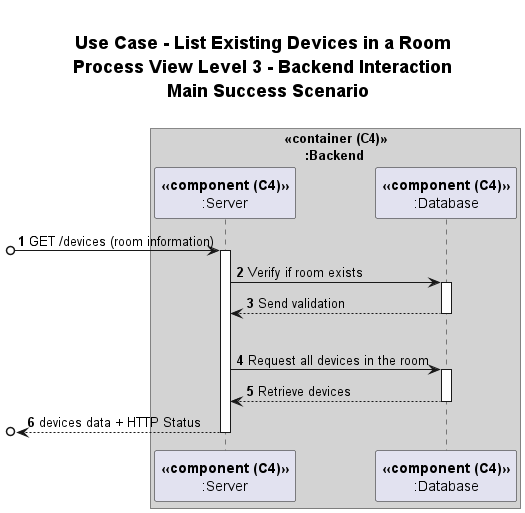 Use Case - List Existing Devices in a Room
Process View Level 3 - Backend Interaction
Main Success Scenario
«container (C4)»
:Backend
«component (C4)»
:Server
«component (C4)»
:Database
1 GET /devices (room information)
2 Verify if room exists
3 Send validation
4 Request all devices in the room
5 Retrieve devices
6 devices data + HTTP Status
«component (C4)»
:Server
«component (C4)»
:Database